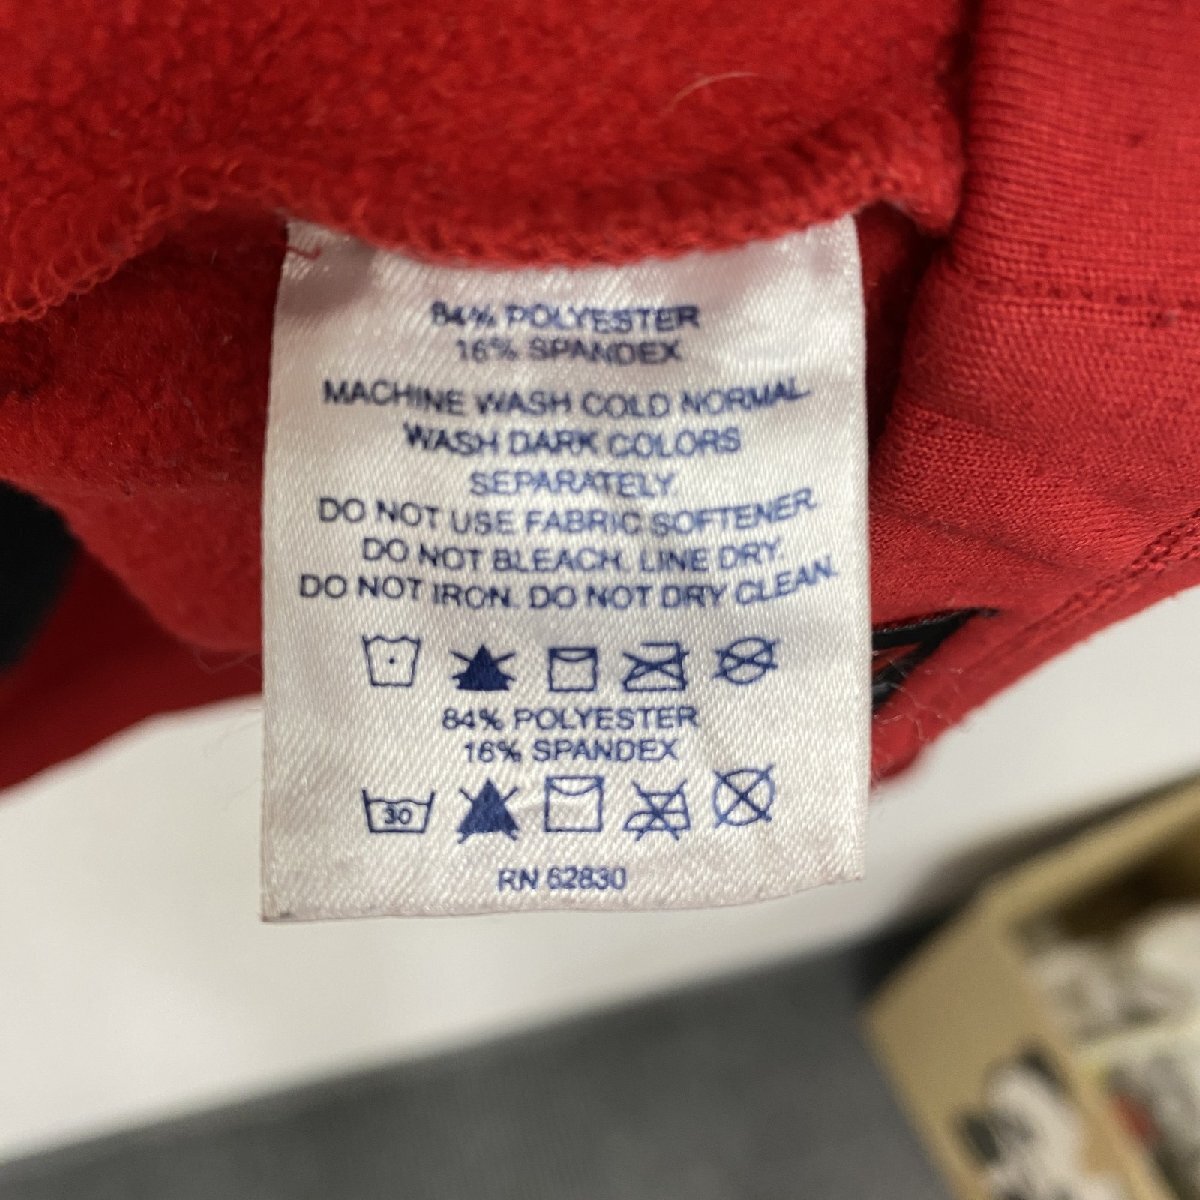 84% POLYESTER
16% SPANDEX
MACHINE WASH COLD NORMAL
WASH DARK COLORS
SEPARATELY
DO NOT USE FABRIC SOFTENER
DO NOT BLEACH. LINE DRY.
DO NOT IRON. DO NOT DRY CLEAN.
84% POLYESTER
16% SPANDEX
30
RN 62830